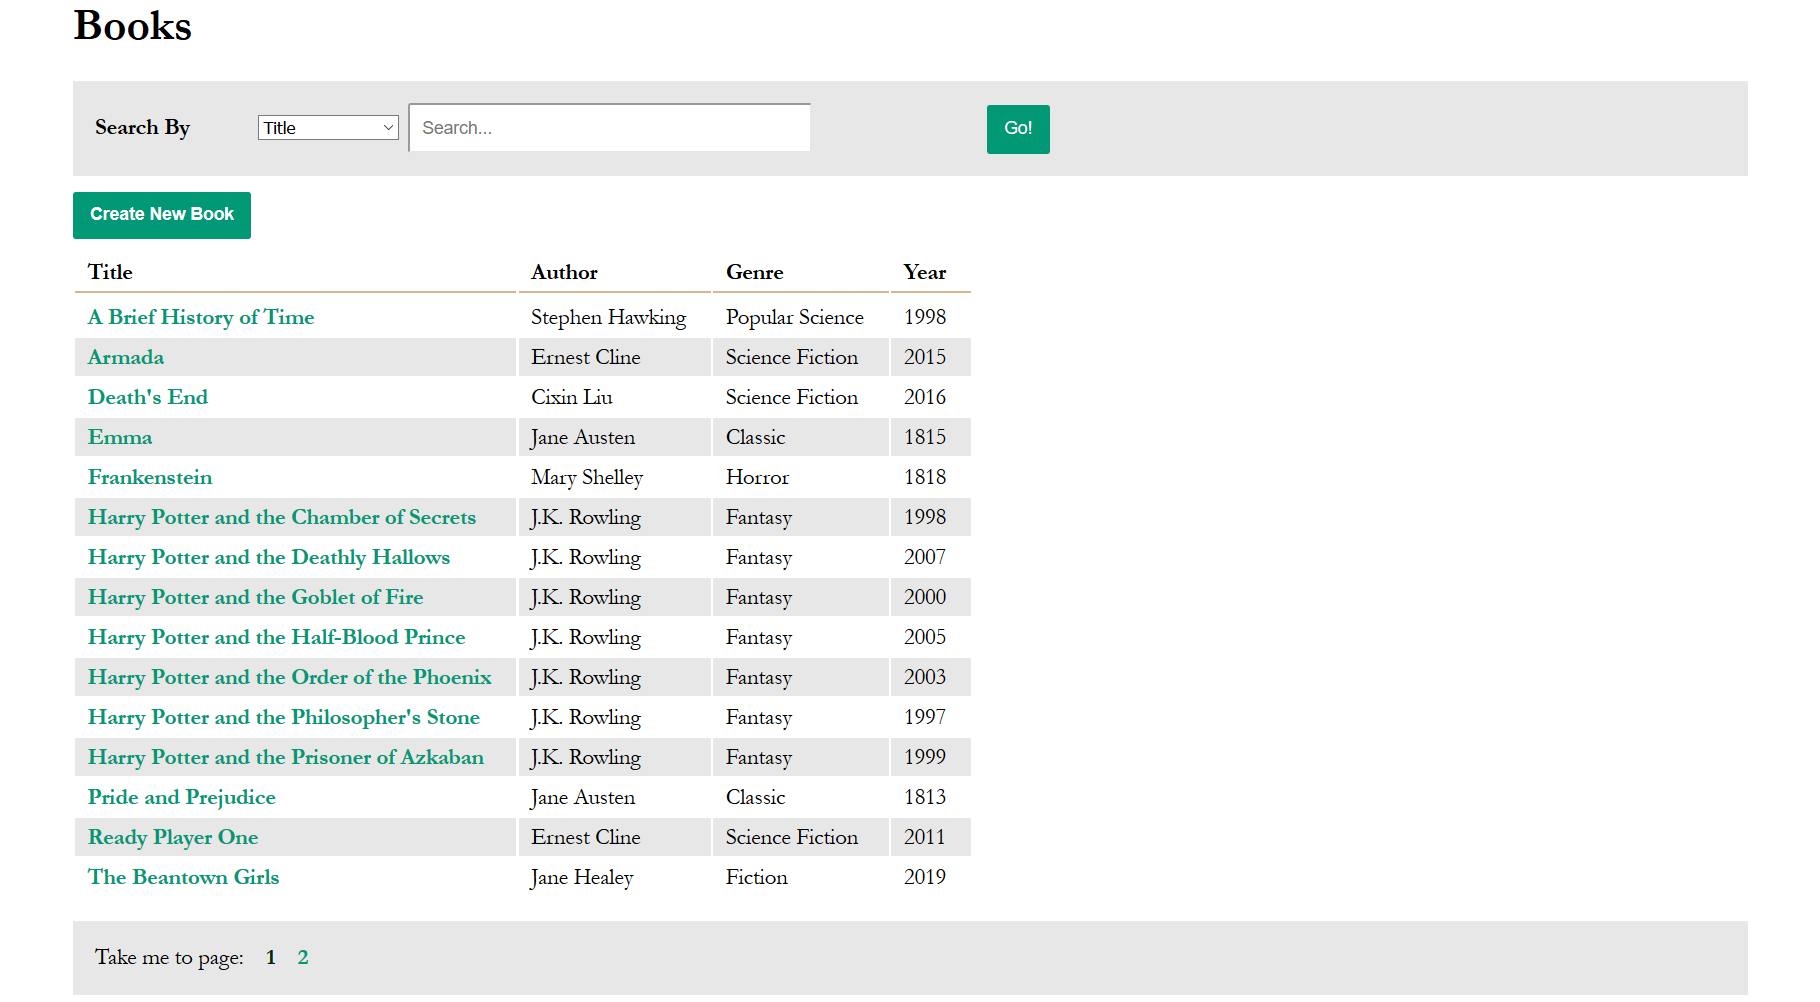 Books
Search By Title Search... Go!
Create New Book
Title Author Genre Year
A Brief History of Time Stephen Hawking Popular Science 1998
Armada Ernest Cline Science Fiction 2015
Death's End Cixin Liu Science Fiction 2016
Emma Jane Austen Classic 1815
Frankenstein Mary Shelley Horror 1818
Harry Potter and the Chamber of Secrets J.K. Rowling Fantasy 1998
Harry Potter and the Deathly Hallows J.K. Rowling Fantasy 2007
Harry Potter and the Goblet of Fire J.K. Rowling Fantasy 2000
Harry Potter and the Half-Blood Prince J.K. Rowling Fantasy 2005
Harry Potter and the Order of the Phoenix J.K. Rowling Fantasy 2003
Harry Potter and the Philosopher's Stone J.K. Rowling Fantasy 1997
Harry Potter and the Prisoner of Azkaban J.K. Rowling Fantasy 1999
Pride and Prejudice Jane Austen Classic 1813
Ready Player One Ernest Cline Science Fiction 2011
The Beantown Girls Jane Healey Fiction 2019
Take me to page: 1 2